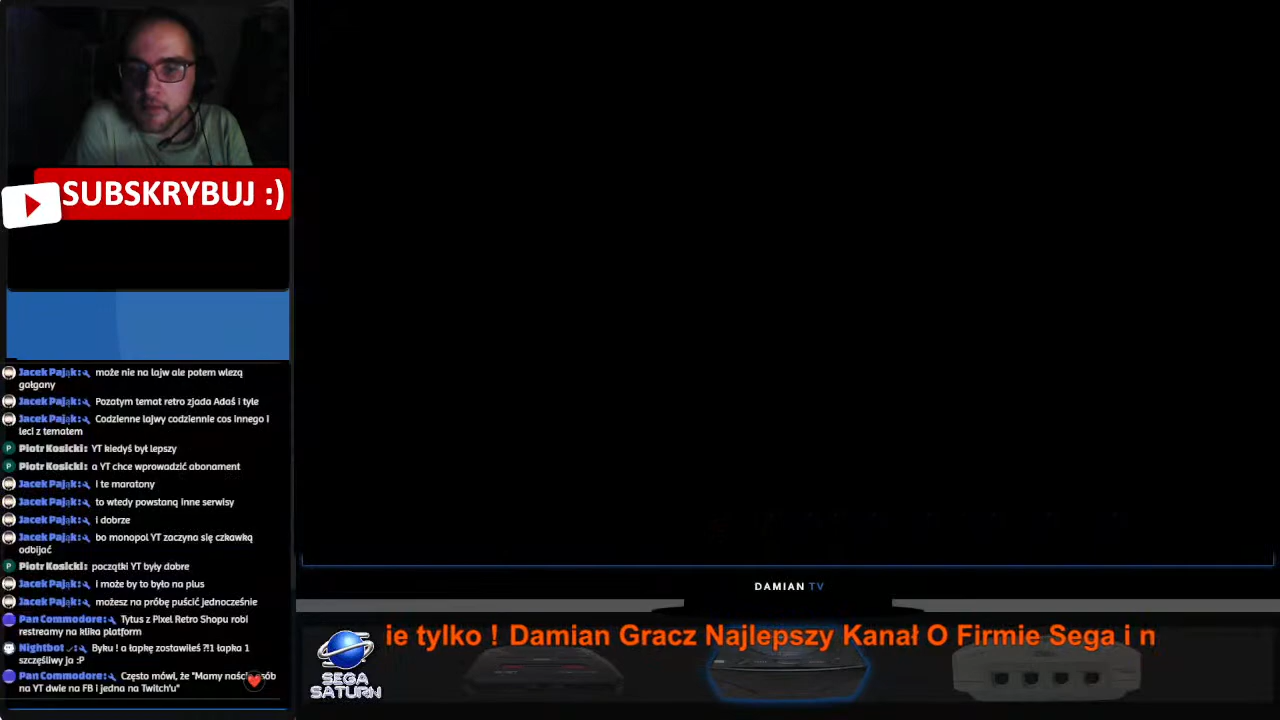 SUBSKRYBUJ :)
Jacek Pająk: może nie na lajw ale potem wlezą
gałgany
Jacek Pająk: Pozatym temat retro zjada Adaś i tyle
Jacek Pająk: Codzienne lajwy codziennie cos innego i
leci z tematem
Piotr Kosicki: YT kiedyś był lepszy
Piotr Kosicki: a YT chce wprowadzić abonament
Jacek Pająk: I te maratony
Jacek Pająk: to wtedy powstaną inne serwisy
Jacek Pająk: i dobrze
Jacek Pająk: bo monopol YT zaczyna się czkawką
odbijać
Piotr Kosicki: początki YT były dobre
Jacek Pająk: i może by to było na plus
Jacek Pająk: możesz na próbę puścić jednocześnie
Pan Commodore: Tytus z Pixel Retro Shopu robi
restreamy na klika platform
Nightbot: Byku ! a łapkę zostawiłeś ?!1 łapka 1
szczęśliwy ja :P
Pan Commodore: Często mówi, że "Mamy naście osób
na YT dwie na FB i jedna na Twitch'u"
DAMIAN TV
ie tylko ! Damian Gracz Najlepszy Kanał O Firmie Sega i n
SEGA
SATURN